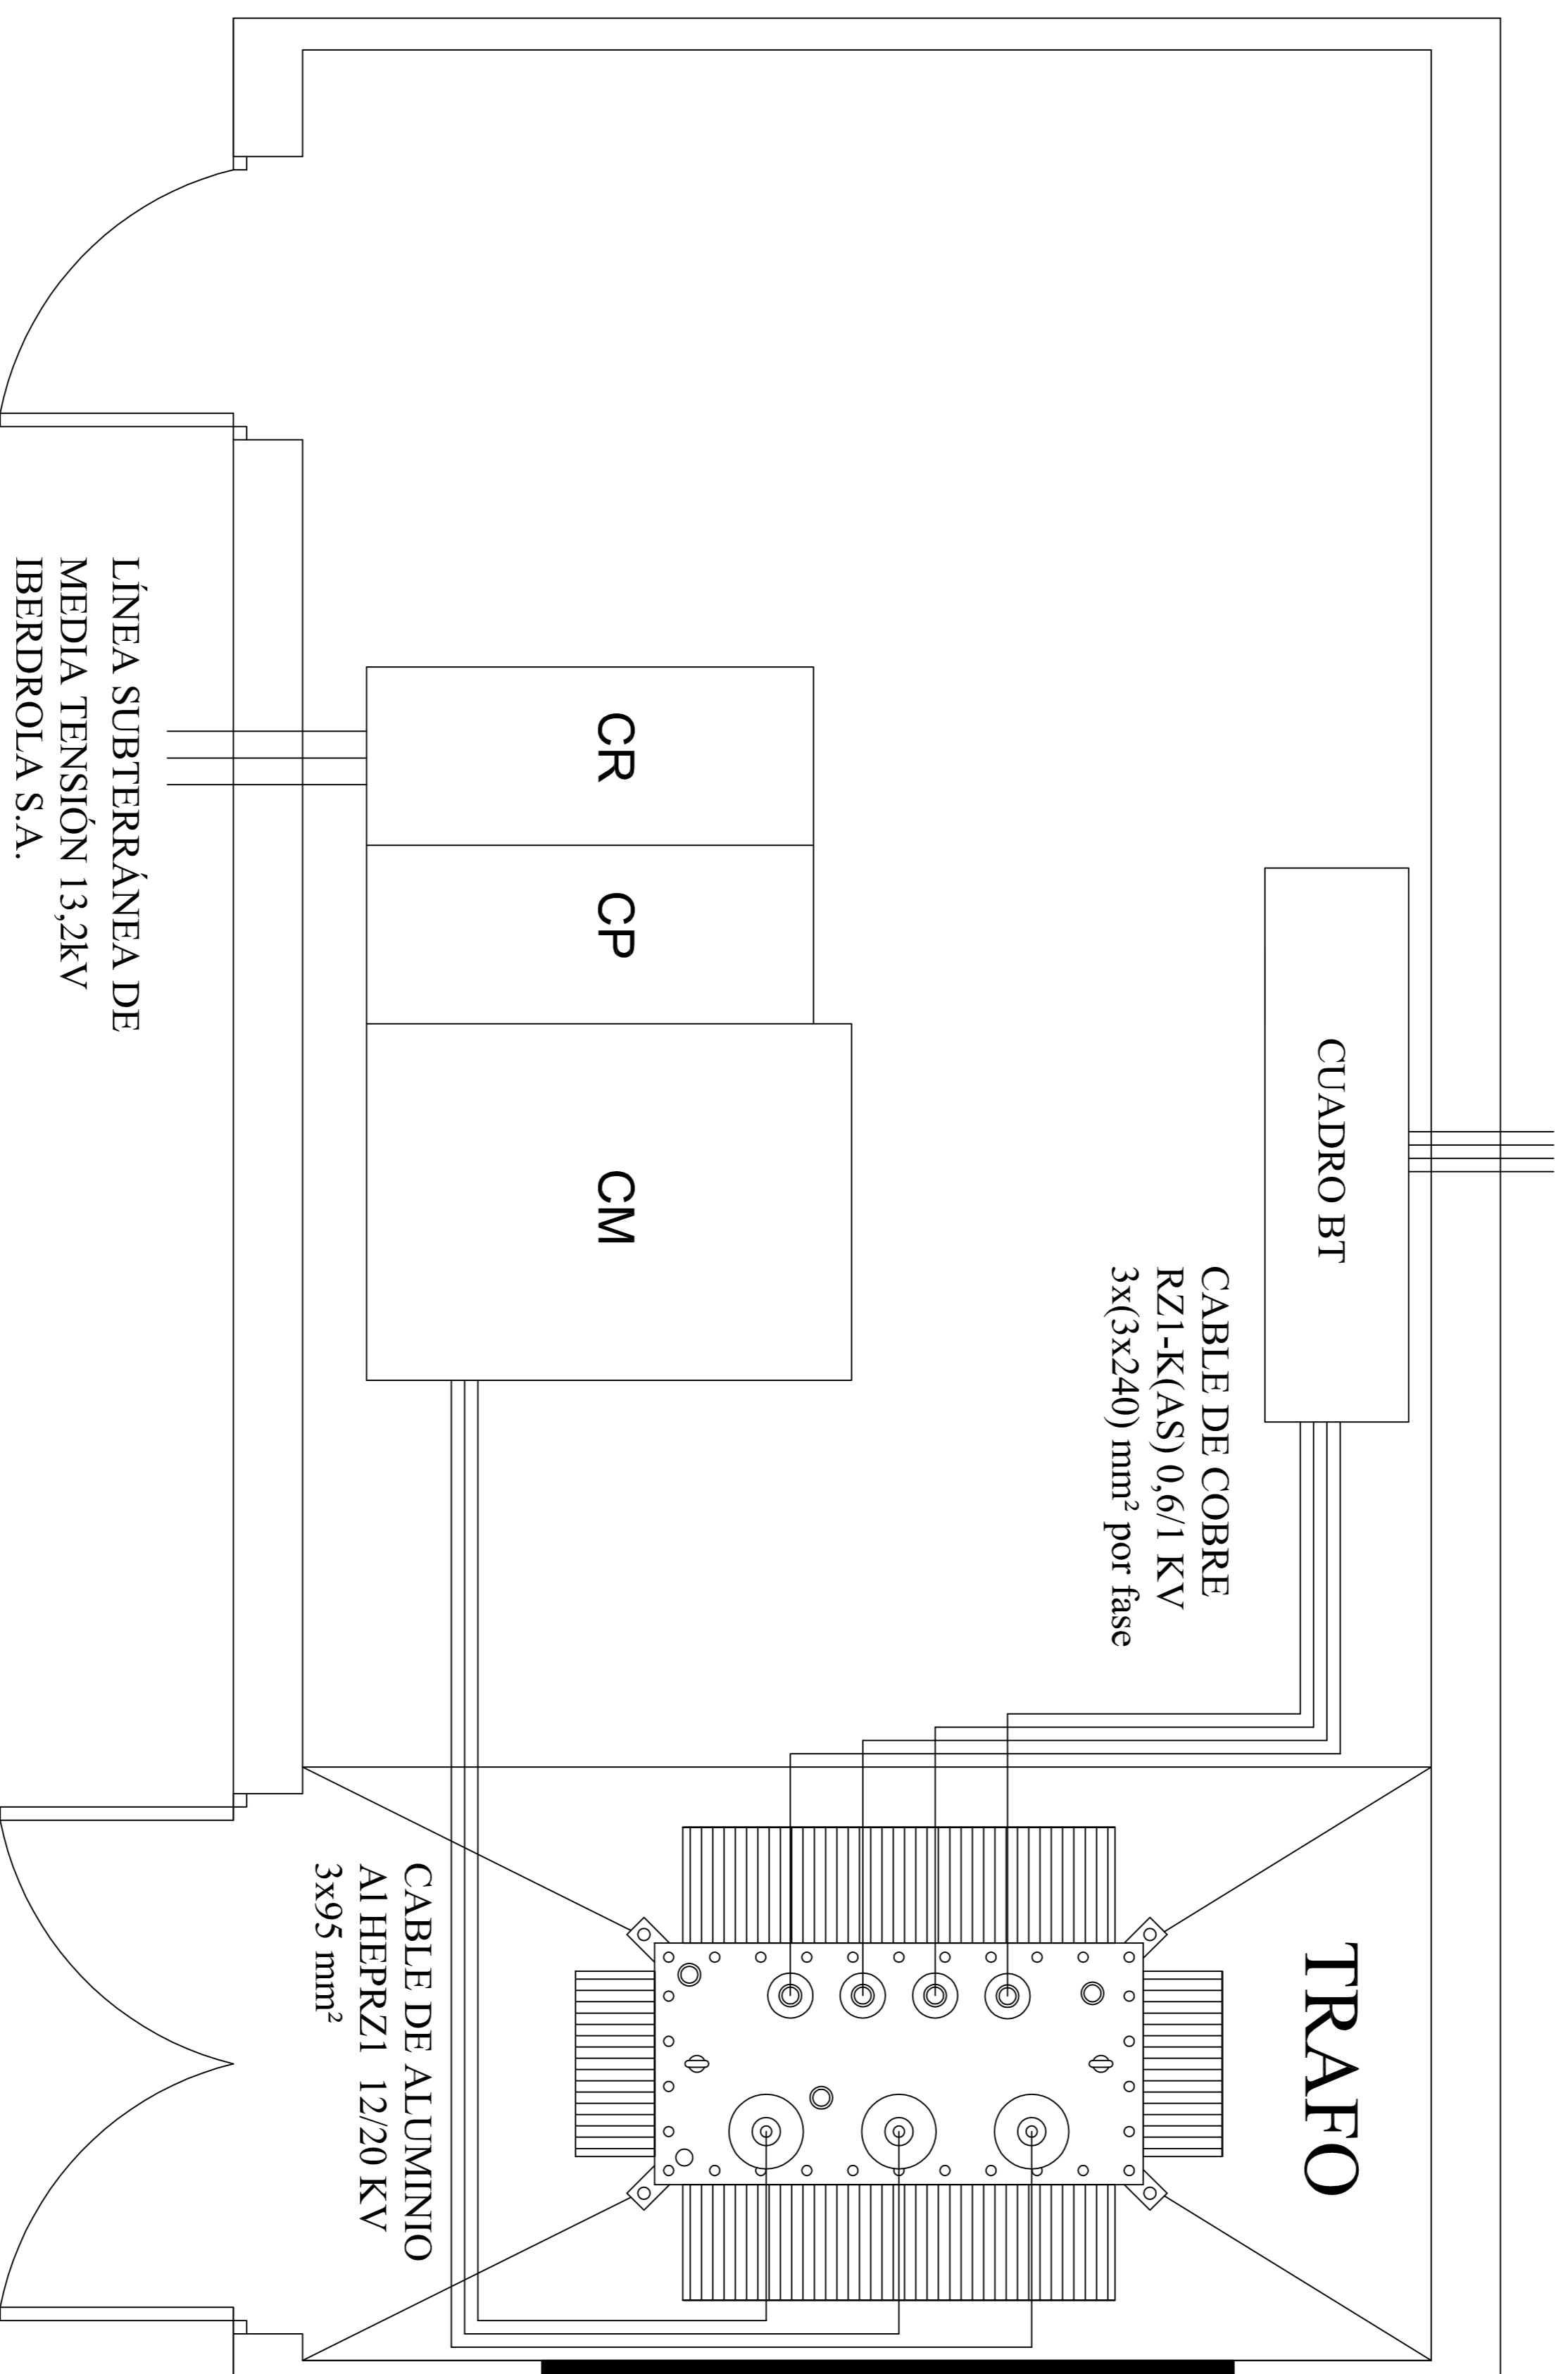 CUADRO BT
TRAFO
CABLE DE COBRE
RZ1-K(AS) 0,6/1 KV
3x(3x240) mm² por fase
CR
CP
CM
CABLE DE ALUMINIO
Al HEPRZ1 12/20 KV
3x95 mm²
LÍNEA SUBTERRÁNEA DE
MEDIA TENSIÓN 13,2kV
IBERDROLA S.A.